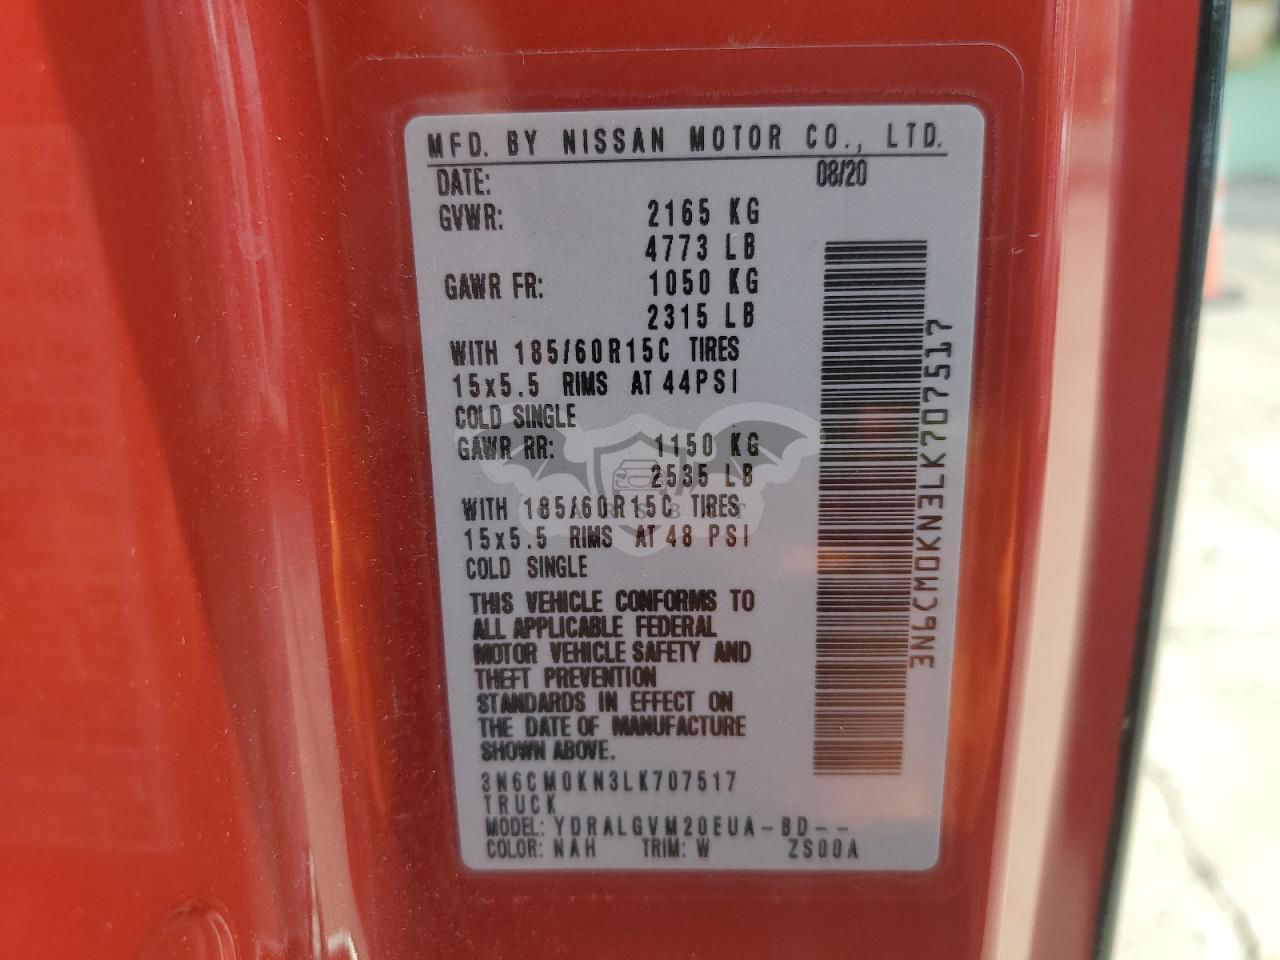 MFD. BY NISSAN MOTOR CO., LTD.
DATE: 08/20
GVWR: 2165 KG
4773 LB
GAWR FR: 1050 KG
2315 LB
WITH 185/60R15C TIRES
15x5.5 RIMS AT 44PSI
COLD SINGLE
GAWR RR: 1150 KG
2535 LB
WITH 185/60R15C TIRES
15x5.5 RIMS AT 48 PSI
COLD SINGLE
THIS VEHICLE CONFORMS TO
ALL APPLICABLE FEDERAL
MOTOR VEHICLE SAFETY AND
THEFT PREVENTION
STANDARDS IN EFFECT ON
THE DATE OF MANUFACTURE
SHOWN ABOVE.
3N6CM0KN3LK707517
TRUCK
MODEL: YDRALGVM20EUA-BD--
COLOR: NAH TRIM: W ZS00A
3N6CM0KN3LK707517